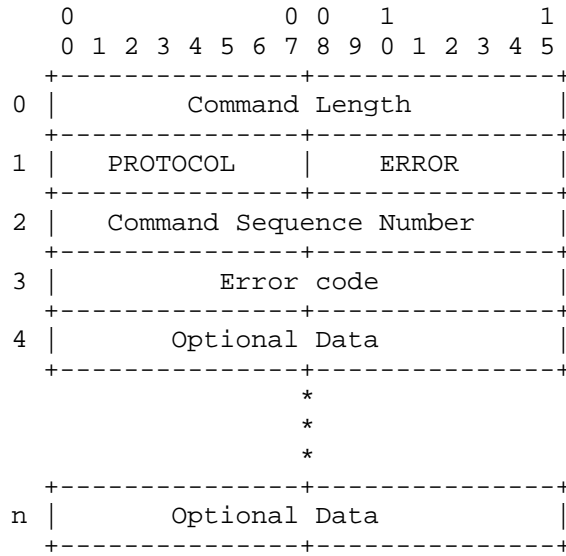 0             0 0   1         1
    0 1 2 3 4 5 6 7 8 9 0 1 2 3 4 5
   +---------------+---------------+
0  |        Command Length         |
   +---------------+---------------+
1  |   PROTOCOL    |    ERROR      |
   +---------------+---------------+
2  |   Command Sequence Number     |
   +---------------+---------------+
3  |          Error code           |
   +---------------+---------------+
4  |       Optional Data           |
   +---------------+---------------+
                   *
                   *
                   *
   +---------------+---------------+
n  |       Optional Data           |
   +---------------+---------------+